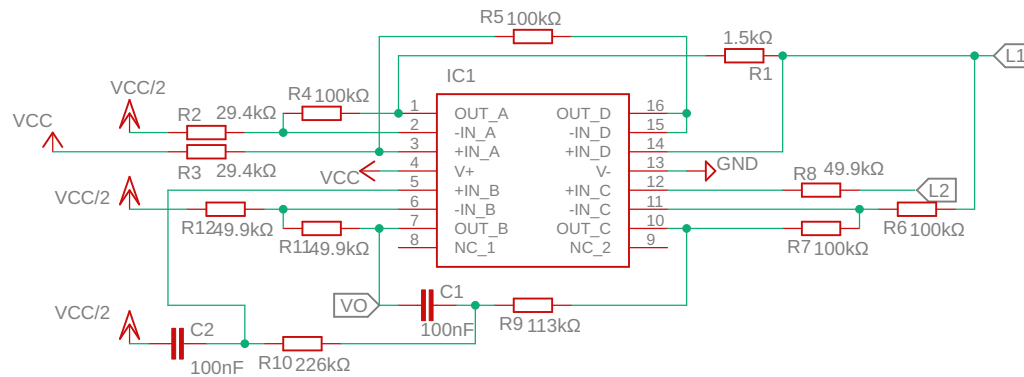 R5 100kΩ
1.5kΩ
L1
R1
IC1
VCC/2
R4 100kΩ
R2 29.4kΩ
VCC
R3 29.4kΩ
1 OUT_A OUT_D 16
2 -IN_A -IN_D 15
3 +IN_A +IN_D 14
VCC 4 V+ V- 13 GND
5 +IN_B +IN_C 12
6 -IN_B -IN_C 11
7 OUT_B OUT_C 10
8 NC_1 NC_2 9
R8 49.9kΩ
L2
VCC/2
R12 49.9kΩ
R11 49.9kΩ
R6 100kΩ
R7 100kΩ
VO
C1
100nF
R9 113kΩ
VCC/2
C2
100nF
R10 226kΩ